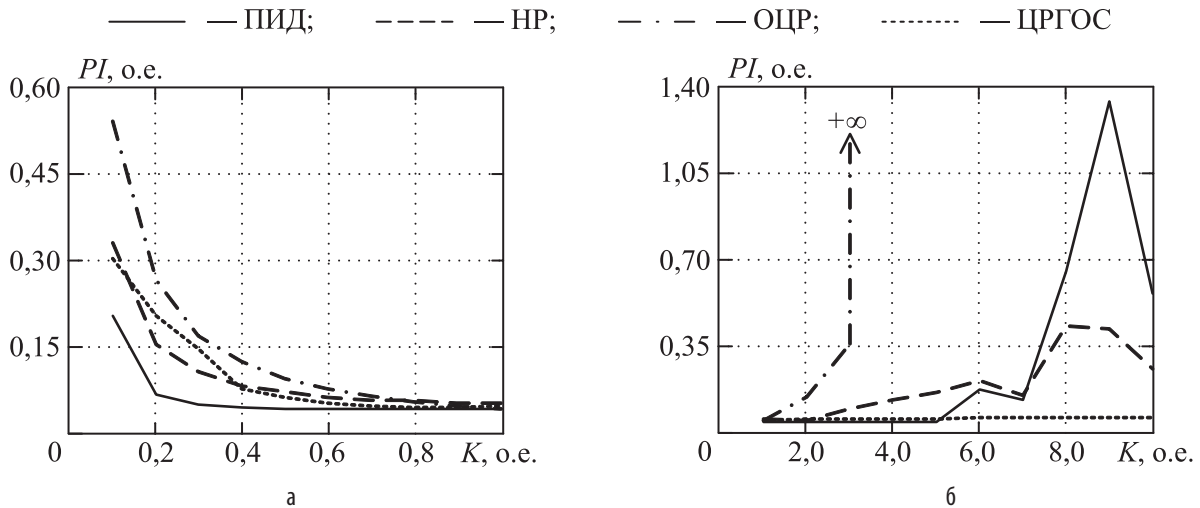 — ПИД; — НР; — ОЦР; — ЦРГОС
PI, о.е.
0,60
0,45
0,30
0,15
0
0,2
0,4
0,6
0,8
K, о.е.
а
PI, о.е.
1,40
+∞
1,05
0,70
0,35
0
2,0
4,0
6,0
8,0
K, о.е.
б